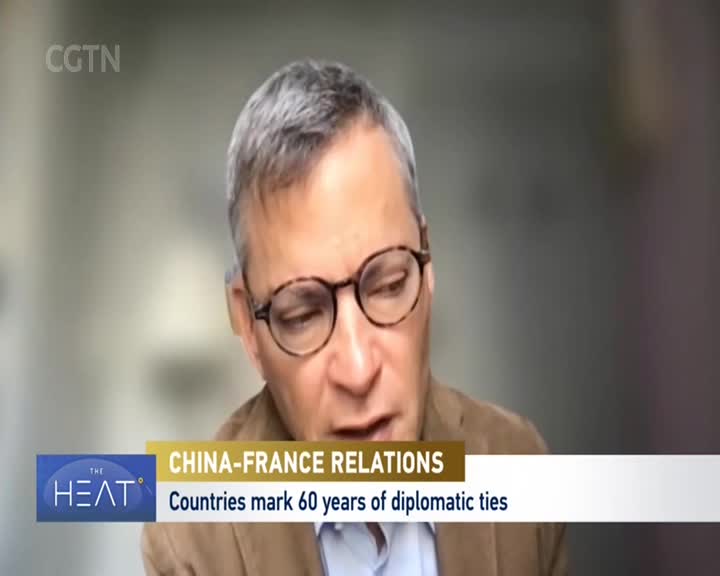 CGTN
CHINA-FRANCE RELATIONS
THE
HEAT
Countries mark 60 years of diplomatic ties